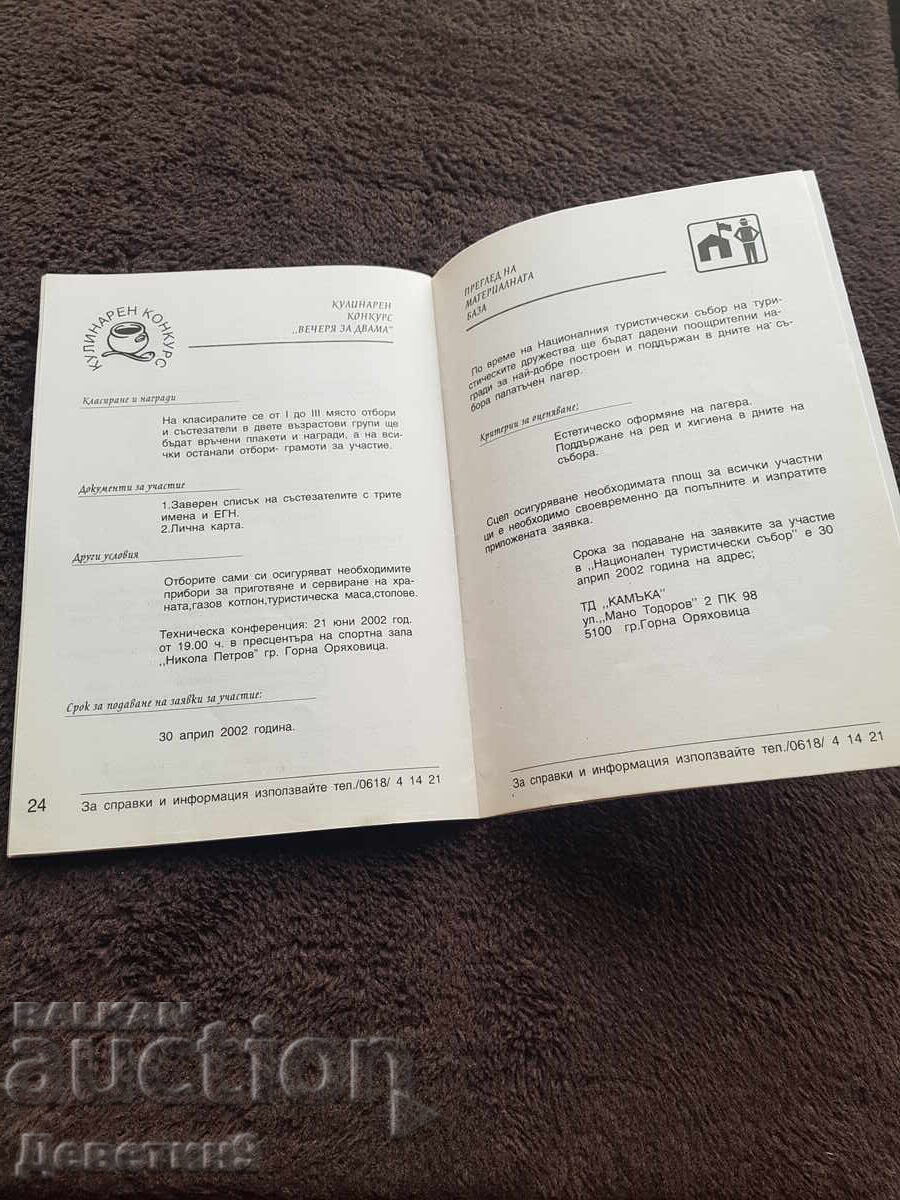 КУЛИНАРЕН КОНКУРС
КУЛИНАРЕН
КОНКУРС
,,ВЕЧЕРЯ ЗА ДВАМА"
Класиране и награди
На класиралите се от I до III място отбори
и състезатели в двете възрастови групи ще
бъдат връчени плакети и награди, а на вси-
чки останали отбори- грамоти за участие.
Документи за участие
1.Заверен списък на състезателите с трите
имена и ЕГН.
2.Лична карта.
Други условия
Отборите сами си осигуряват необходимите
прибори за приготвяне и сервиране на хра-
ната,газов котлон,туристическа маса,столове.
Техническа конференция: 21 юни 2002 год.
от 19.00 ч. в пресцентъра на спортна зала
,,Никола Петров" гр. Горна Оряховица.
Срок за подаване на заявки за участие:
30 април 2002 година.
24
За справки и информация използвайте тел./0618/ 4 14 21
ПРЕГЛЕД НА
МАТЕРИАЛНАТА
БАЗА
По време на Националния туристически събор на тури-
стическите дружества ще бъдат дадени поощрителни на-
гради за най-добре построен и поддържан в дните на съ-
бора палатъчен лагер.
Критерии за оценяване;
Естетическо оформяне на лагера.
Поддържане на ред и хигиена в дните на
събора.
Сцел осигуряване необходимата площ за всички участни
ци е необходимо своевременно да попълните и изпратите
приложената заявка.
Срока за подаване на заявките за участие
в ,,Национален туристически събор" е 30
април 2002 година на адрес;
ТД ,,КАМЪКА"
ул.,,Мано Тодоров" 2 ПК 98
5100 гр.Горна Оряховица
За справки и информация използвайте тел./0618/ 4 14 21
BALKAN
auction
Деветин9